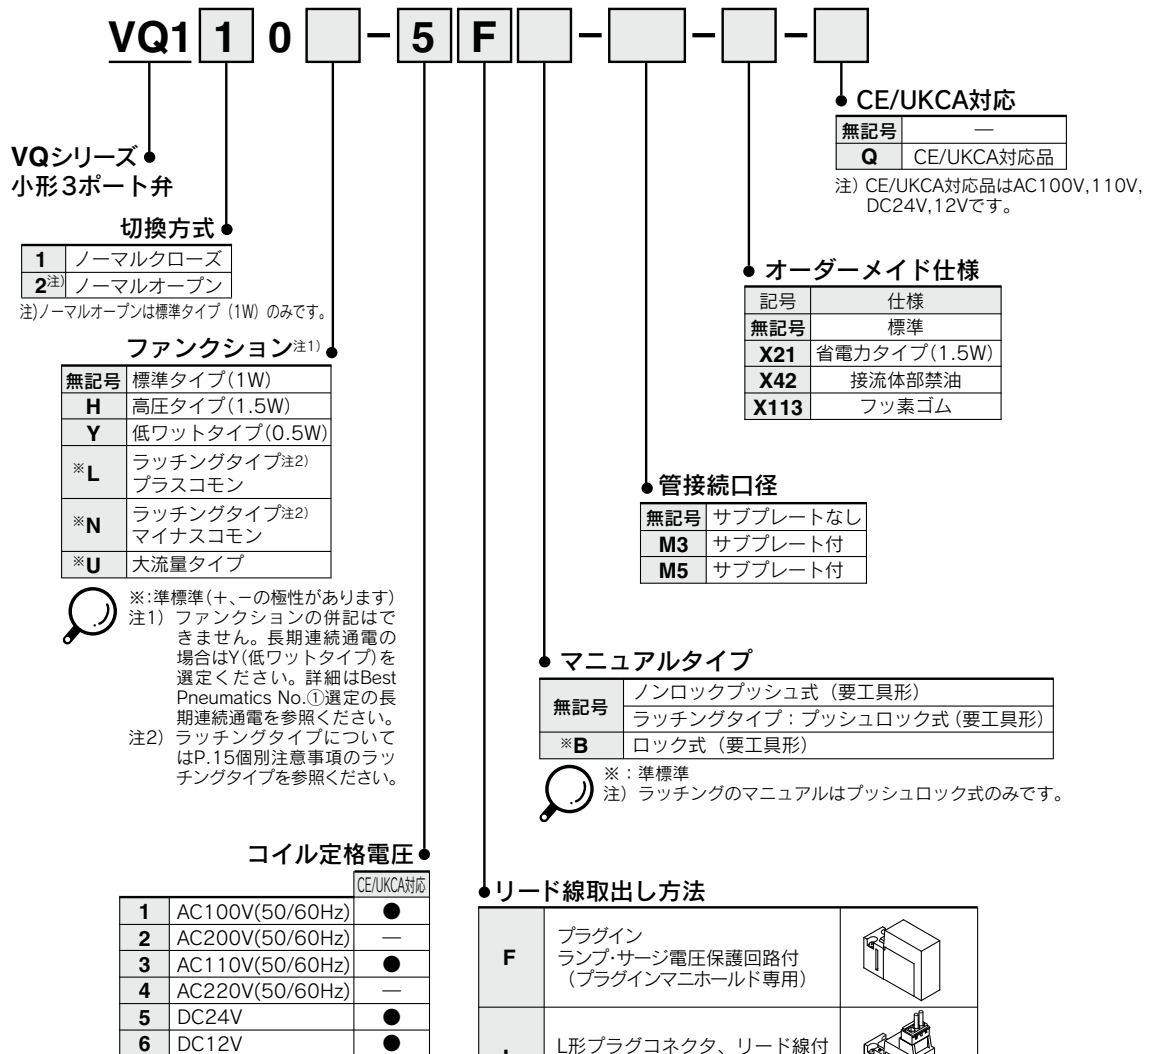 VQ1 1 0 - 5 F - - -
CE/UKCA対応
無記号 —
Q CE/UKCA対応品
注) CE/UKCA対応品はAC100V,110V,
DC24V,12Vです。
VQシリーズ
小形3ポート弁
切換方式
1 ノーマルクローズ
2注) ノーマルオープン
注)ノーマルオープンは標準タイプ（1W）のみです。
オーダーメイド仕様
記号 仕様
無記号 標準
X21 省電力タイプ(1.5W)
X42 接流体部禁油
X113 フッ素ゴム
ファンクション注1)
無記号 標準タイプ(1W)
H 高圧タイプ(1.5W)
Y 低ワットタイプ(0.5W)
※L ラッチングタイプ注2)
プラスコモン
※N ラッチングタイプ注2)
マイナスコモン
※U 大流量タイプ
※:準標準(＋、－の極性があります)
注1) ファンクションの併記はで
きません。長期連続通電の
場合はY(低ワットタイプ)を
選定ください。詳細はBest
Pneumatics No.①選定の長
期連続通電を参照ください。
注2) ラッチングタイプについて
はP.15個別注意事項のラッ
チングタイプを参照ください。
管接続口径
無記号 サブプレートなし
M3 サブプレート付
M5 サブプレート付
マニュアルタイプ
無記号 ノンロックプッシュ式（要工具形）
ラッチングタイプ：プッシュロック式（要工具形）
※B ロック式（要工具形）
※：準標準
注）ラッチングのマニュアルはプッシュロック式のみです。
コイル定格電圧
CE/UKCA対応
1 AC100V(50/60Hz) ●
2 AC200V(50/60Hz) —
3 AC110V(50/60Hz) ●
4 AC220V(50/60Hz) —
5 DC24V ●
6 DC12V ●
リード線取出し方法
F プラグイン
ランプ･サージ電圧保護回路付
（プラグインマニホールド専用）
L形プラグコネクタ、リード線付